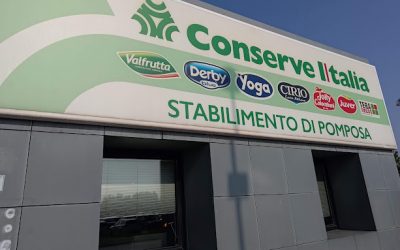 Conserve Italia
Valfrutta Derby Yoga CIRIO Jolly Colombani Juver
STABILIMENTO DI POMPOSA